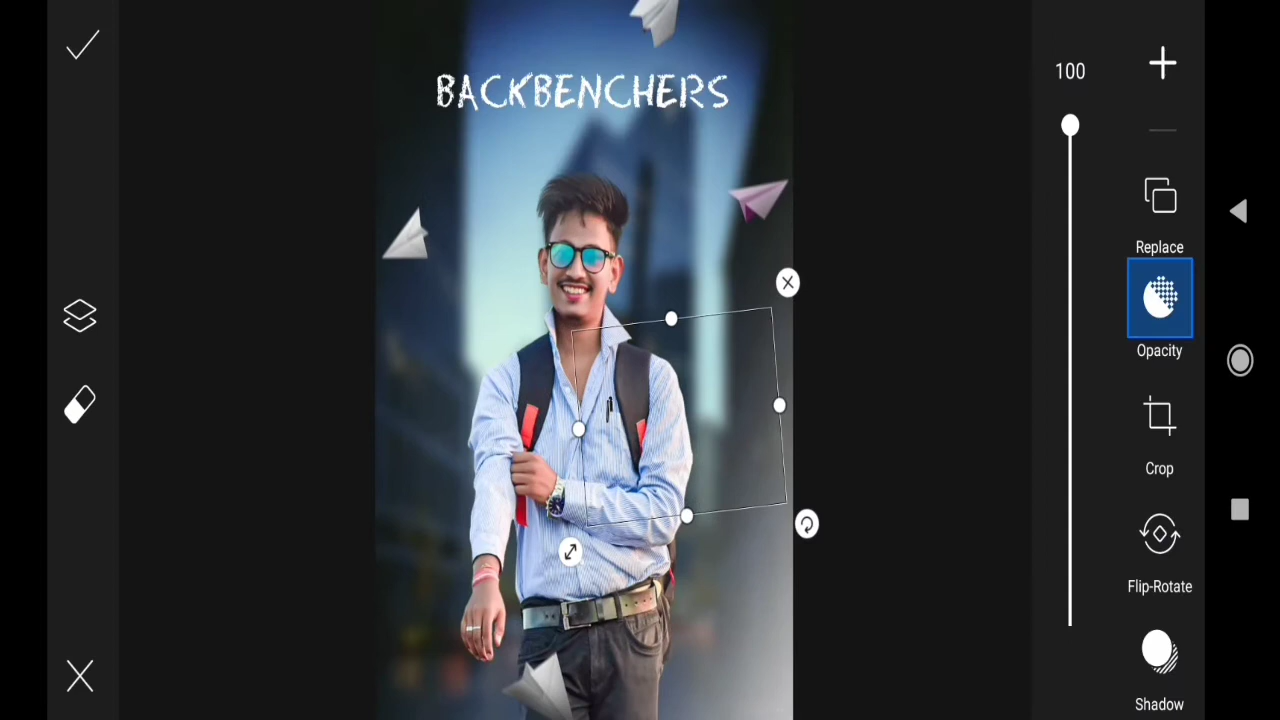 BACKBENCHERS
100
Replace
Opacity
Crop
Flip-Rotate
Shadow